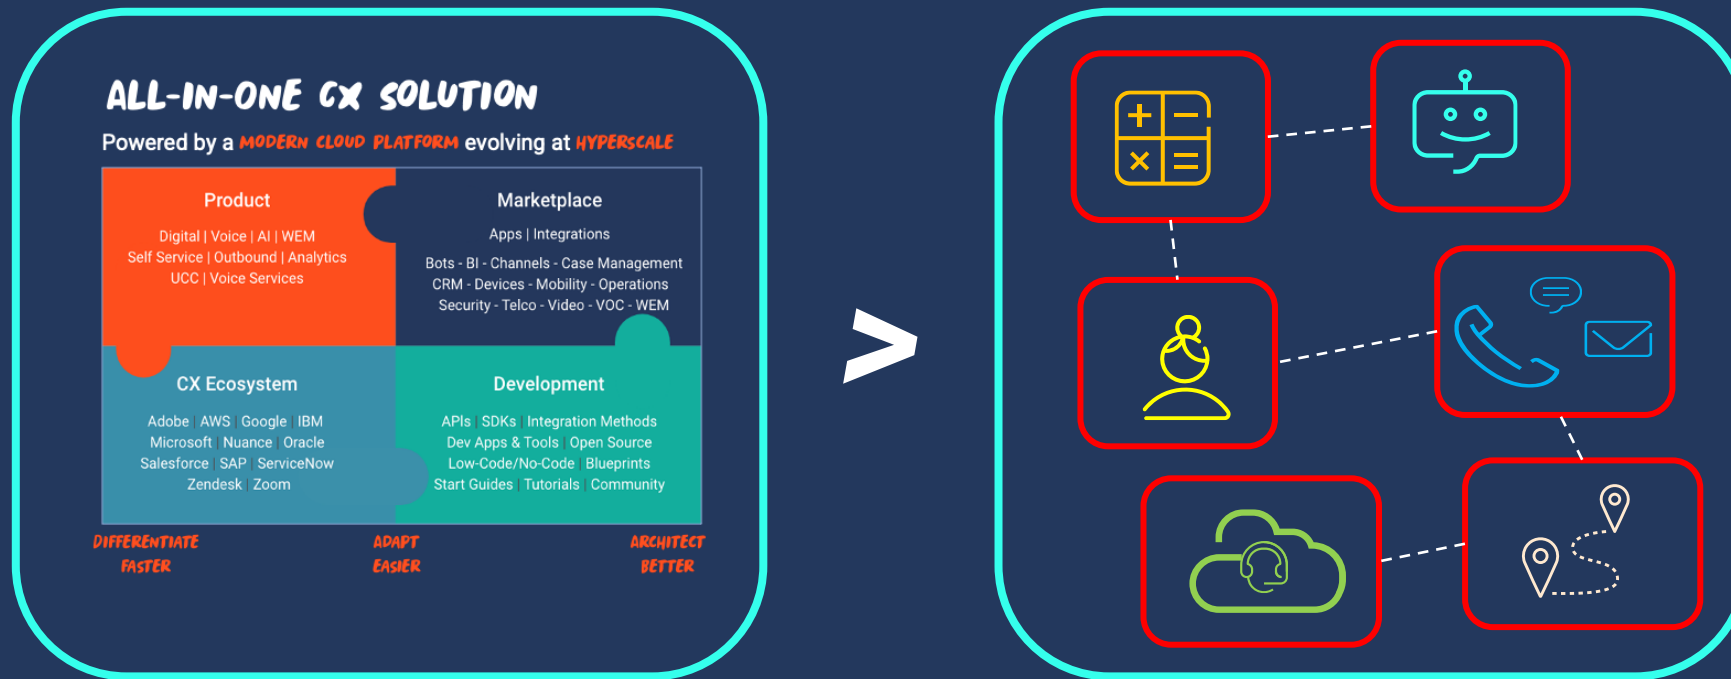 ALL-IN-ONE CX SOLUTION
Powered by a MODERN CLOUD PLATFORM evolving at HYPERSCALE
Product
Digital | Voice | AI | WEM
Self Service | Outbound | Analytics
UCC | Voice Services
Marketplace
Apps | Integrations
Bots - BI - Channels - Case Management
CRM - Devices - Mobility - Operations
Security - Telco - Video - VOC - WEM
CX Ecosystem
Adobe | AWS | Google | IBM
Microsoft | Nuance | Oracle
Salesforce | SAP | ServiceNow
Zendesk | Zoom
Development
APIs | SDKs | Integration Methods
Dev Apps & Tools | Open Source
Low-Code/No-Code | Blueprints
Start Guides | Tutorials | Community
DIFFERENTIATE
FASTER
ADAPT
EASIER
ARCHITECT
BETTER
>